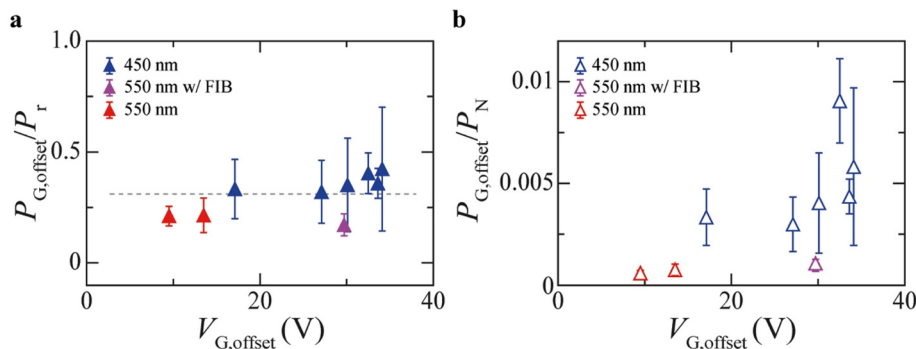 a
1.0
450 nm
550 nm w/ FIB
550 nm
0.5
0
P_G,offset/P_r
0 20 40
V_G,offset (V)
b
0.01
450 nm
550 nm w/ FIB
550 nm
0.005
0
P_G,offset/P_N
0 20 40
V_G,offset (V)